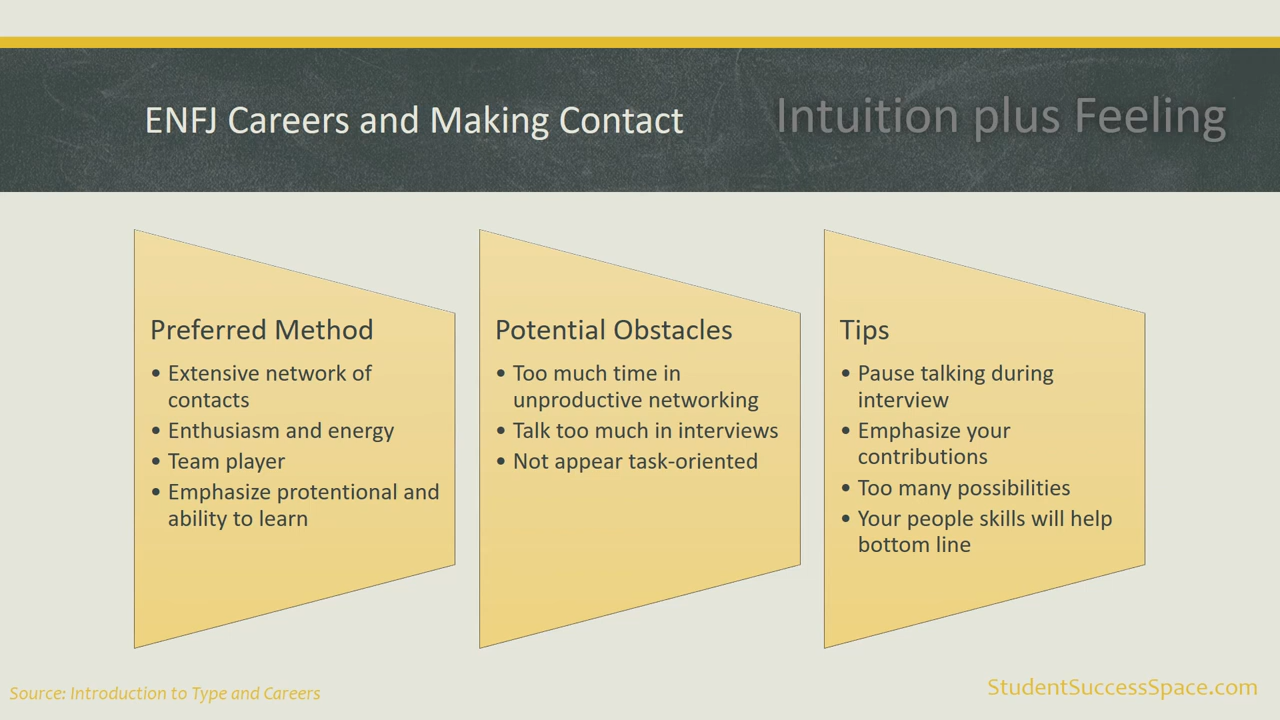 ENFJ Careers and Making Contact
Intuition plus Feeling
Preferred Method
• Extensive network of
contacts
• Enthusiasm and energy
• Team player
• Emphasize protentional and
ability to learn
Potential Obstacles
• Too much time in
unproductive networking
• Talk too much in interviews
• Not appear task-oriented
Tips
• Pause talking during
interview
• Emphasize your
contributions
• Too many possibilities
• Your people skills will help
bottom line
Source: Introduction to Type and Careers
StudentSuccessSpace.com